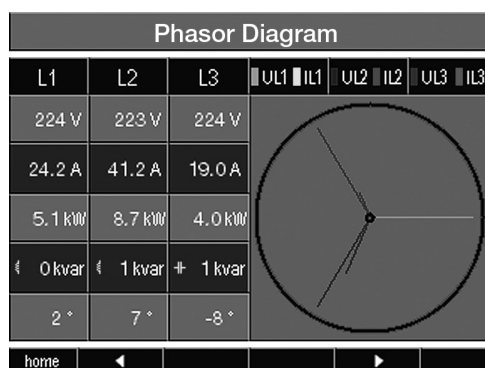 Phasor Diagram
L1 L2 L3 UL1 IL1 UL2 IL2 UL3 IL3
224 V 223 V 224 V
24.2 A 41.2 A 19.0 A
5.1 kW 8.7 kW 4.0 kW
0 kvar 1 kvar 1 kvar
2 ° 7 ° -8 °
home